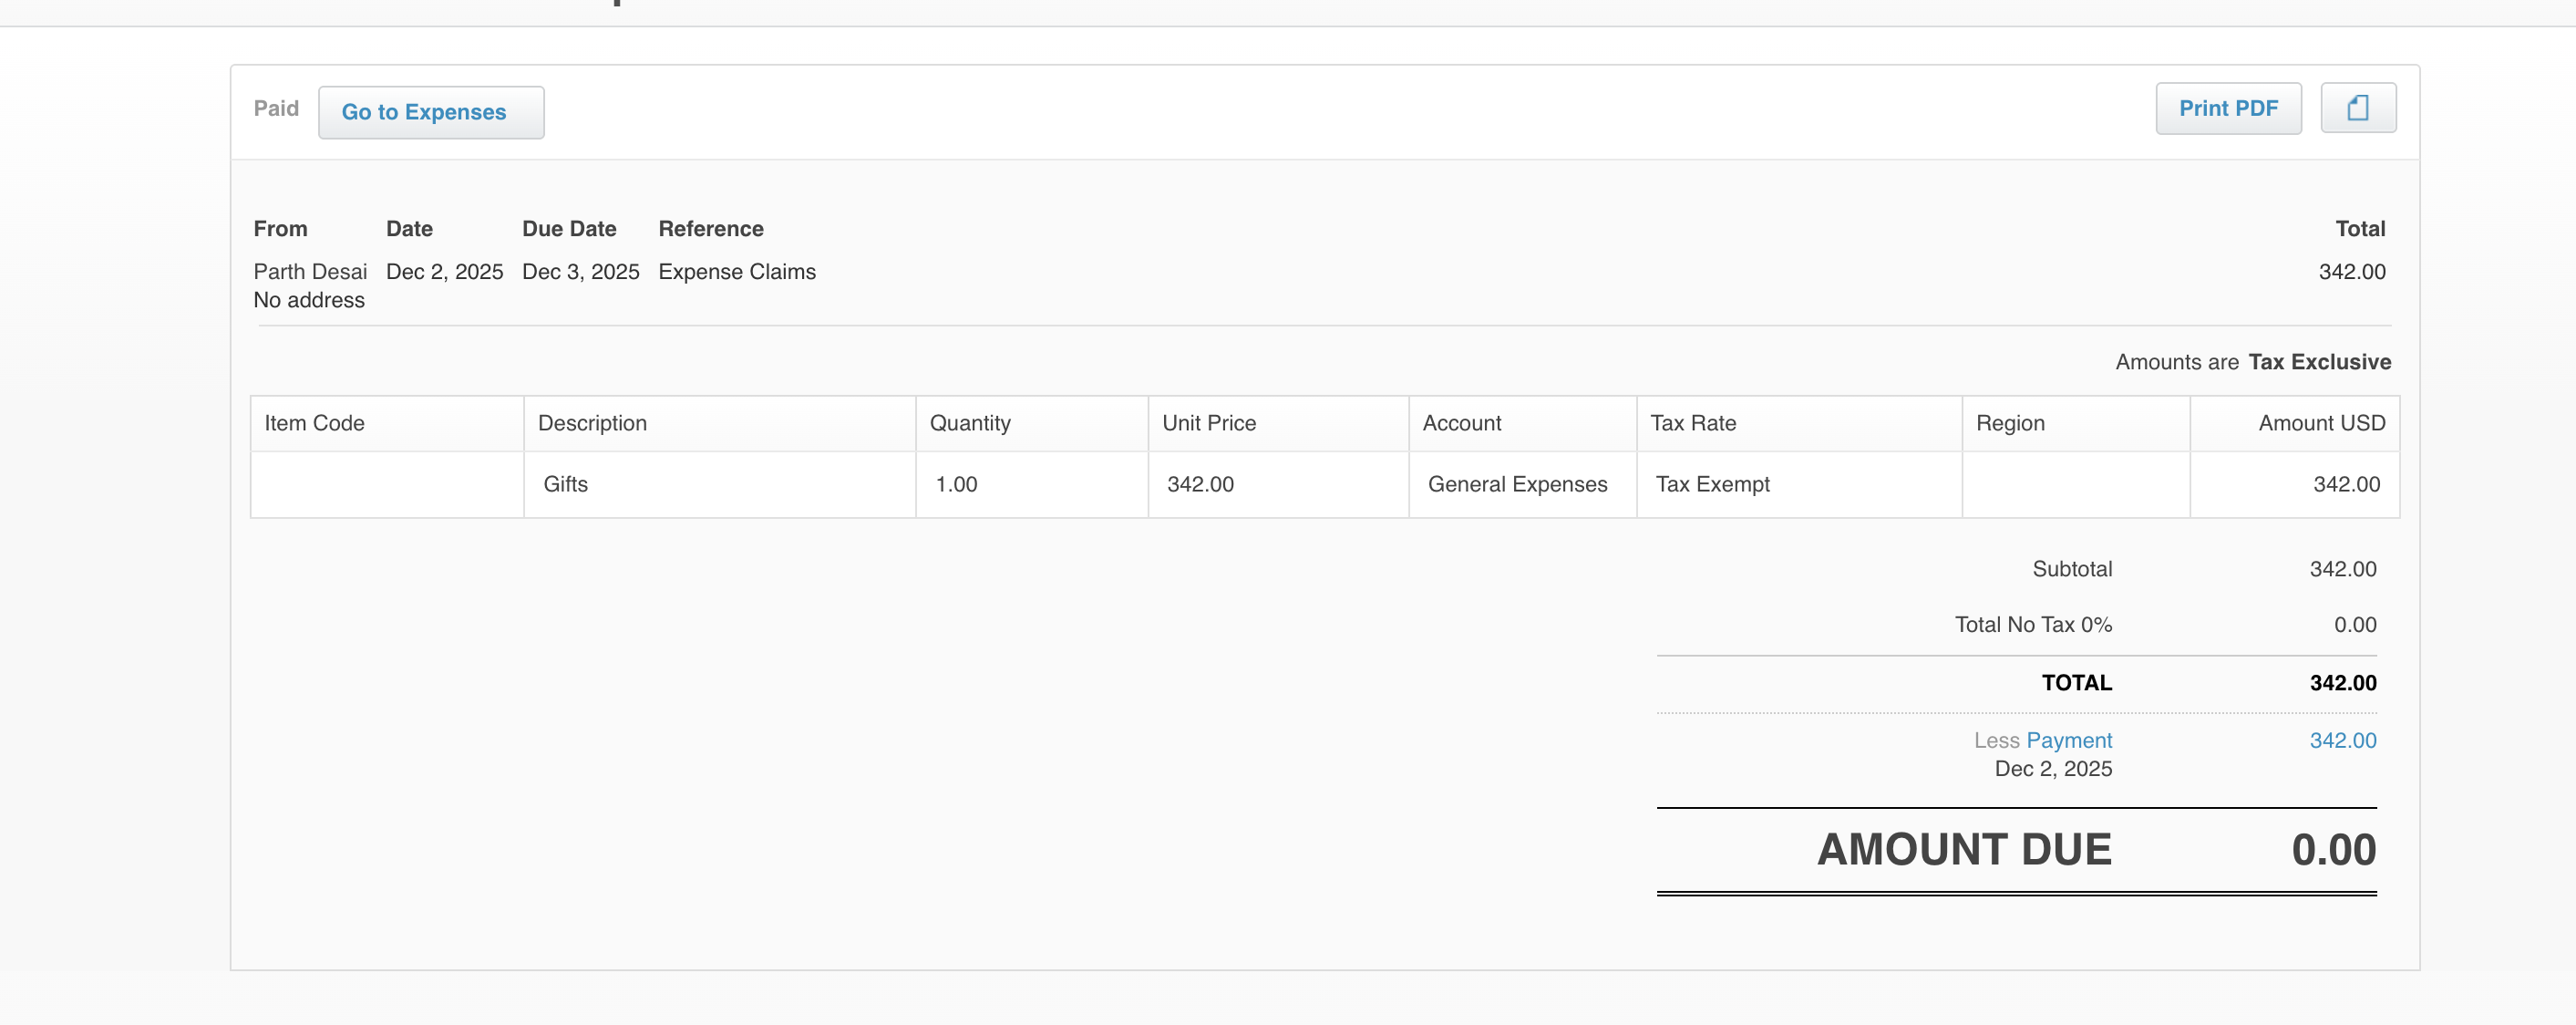 Paid Go to Expenses Print PDF
From Date Due Date Reference Total
Parth Desai Dec 2, 2025 Dec 3, 2025 Expense Claims 342.00
No address
Amounts are Tax Exclusive
Item Code Description Quantity Unit Price Account Tax Rate Region Amount USD
Gifts 1.00 342.00 General Expenses Tax Exempt 342.00
Subtotal 342.00
Total No Tax 0% 0.00
TOTAL 342.00
Less Payment 342.00
Dec 2, 2025
AMOUNT DUE 0.00